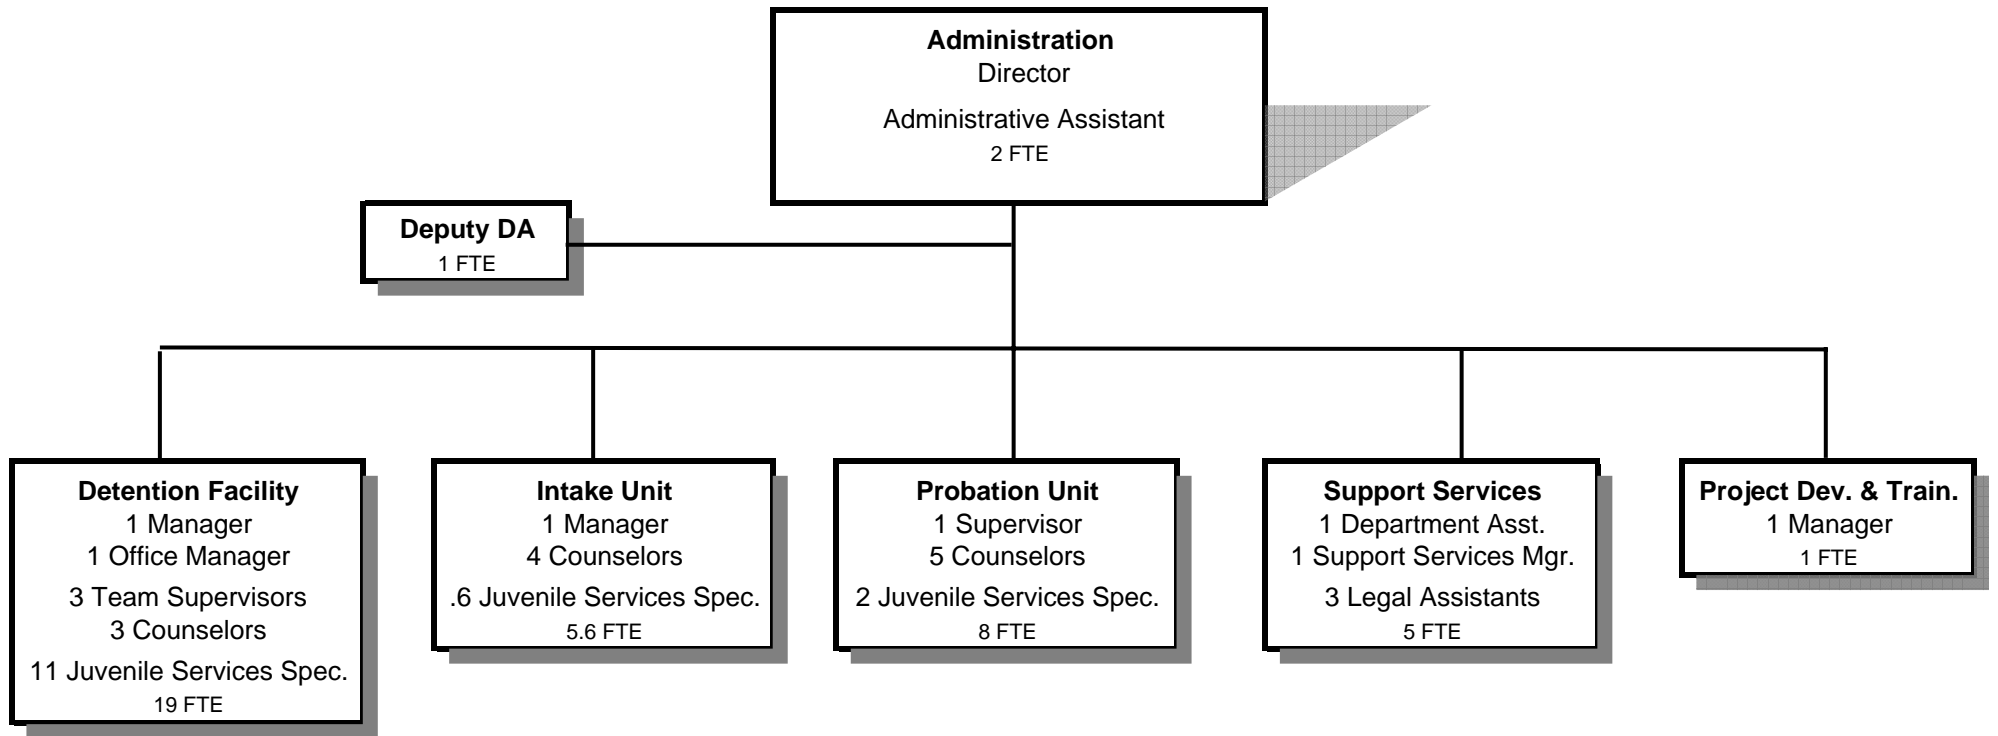 Administration
Director
Administrative Assistant
2 FTE
Deputy DA
1 FTE
Detention Facility
1 Manager
1 Office Manager
3 Team Supervisors
3 Counselors
11 Juvenile Services Spec.
19 FTE
Intake Unit
1 Manager
4 Counselors
.6 Juvenile Services Spec.
5.6 FTE
Probation Unit
1 Supervisor
5 Counselors
2 Juvenile Services Spec.
8 FTE
Support Services
1 Department Asst.
1 Support Services Mgr.
3 Legal Assistants
5 FTE
Project Dev. & Train.
1 Manager
1 FTE